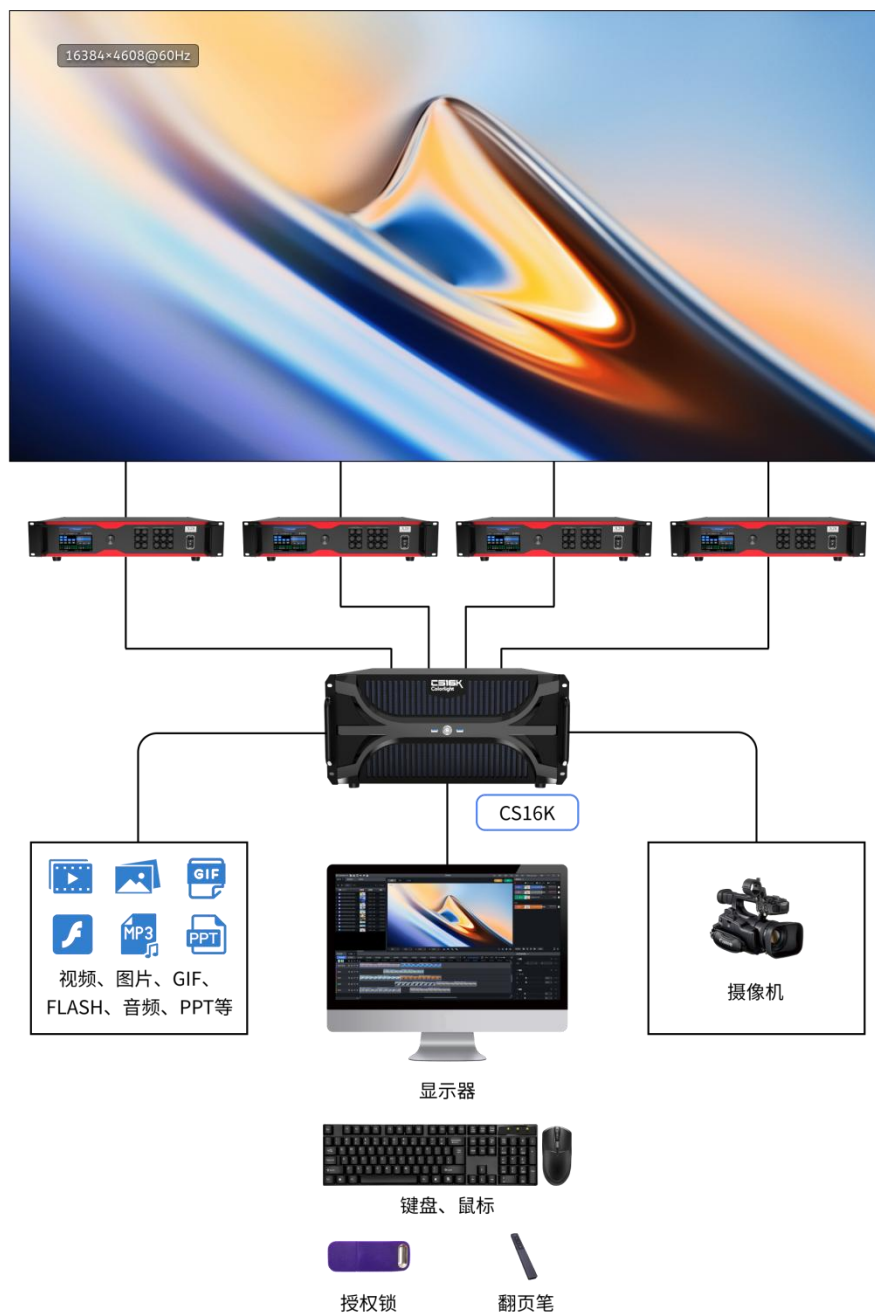 16384×4608@60Hz
CS16K
Colorlight
CS16K
GIF
MP3
PPT
视频、图片、GIF、
FLASH、音频、PPT等
摄像机
显示器
键盘、鼠标
授权锁
翻页笔